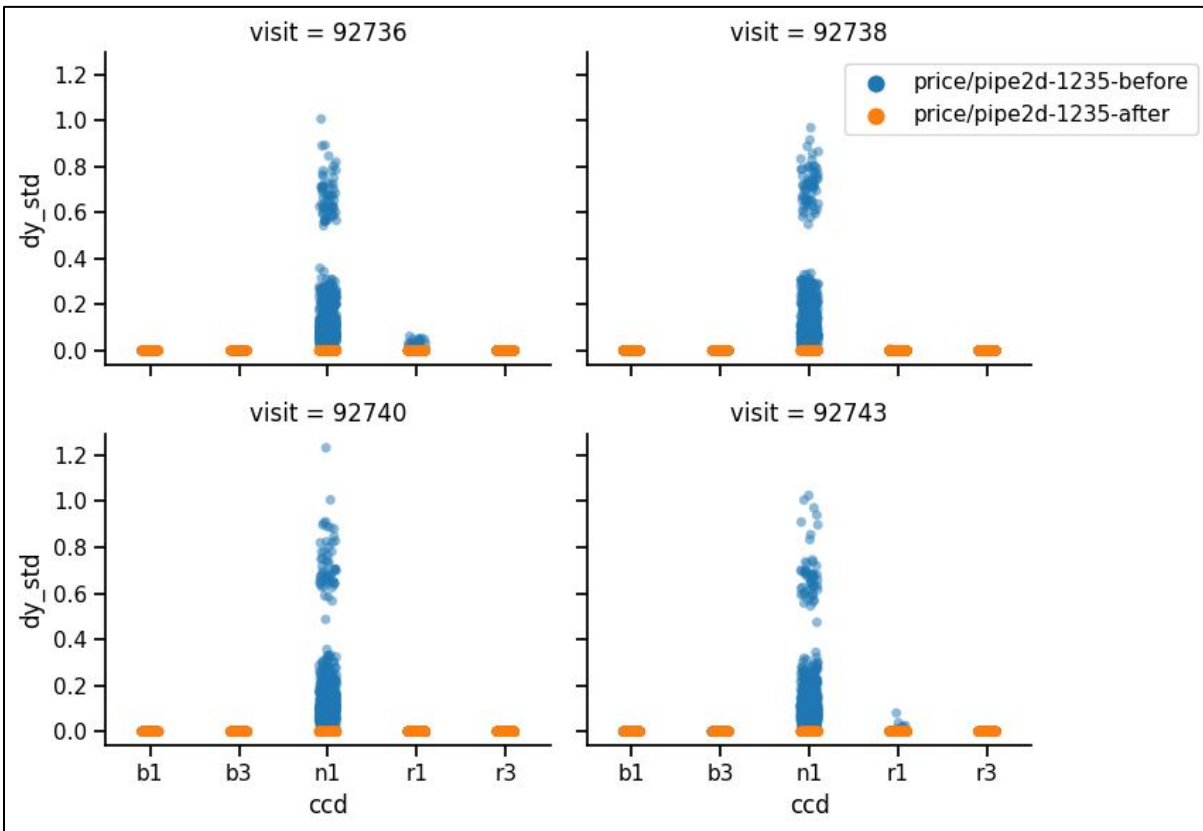 visit = 92736
visit = 92738
price/pipe2d-1235-before
price/pipe2d-1235-after
dy_std
1.2
1.0
0.8
0.6
0.4
0.2
0.0
visit = 92740
visit = 92743
dy_std
1.2
1.0
0.8
0.6
0.4
0.2
0.0
b1 b3 n1 r1 r3
b1 b3 n1 r1 r3
ccd
ccd